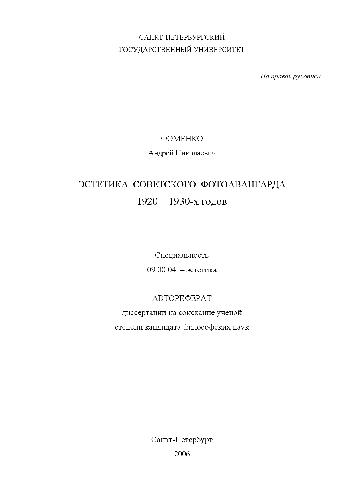 САНКТ-ПЕТЕРБУРГСКИЙ
ГОСУДАРСТВЕННЫЙ УНИВЕРСИТЕТ
На правах рукописи
ФОМЕНКО
Андрей Николаевич
ЭСТЕТИКА СОВЕТСКОГО ФОТОАВАНГАРДА
1920 – 1930-х годов
Специальность
09.00.04 – эстетика
АВТОРЕФЕРАТ
диссертации на соискание ученой
степени кандидата философских наук
Санкт-Петербург
2006